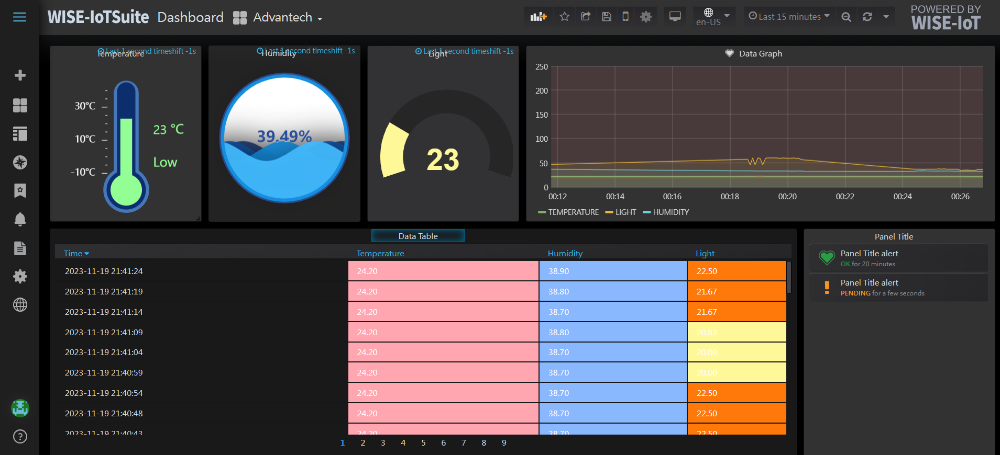 WISE-IoTSuite Dashboard Advantech
en-US
Last 15 minutes
POWERED BY
WISE-IoT
Last 1 second timeshift -1s
Temperature
30°C
10°C
-10°C
23 °C
Low
Last 1 second timeshift -1s
Humidity
39.49%
Last 1 second timeshift -1s
Light
23
Data Graph
250
200
150
100
50
0
00:12 00:14 00:16 00:18 00:20 00:22 00:24 00:26
TEMPERATURE LIGHT HUMIDITY
Data Table
Time Temperature Humidity Light
2023-11-19 21:41:24 24.20 38.90 22.50
2023-11-19 21:41:19 24.20 38.80 21.67
2023-11-19 21:41:14 24.20 38.70 21.67
2023-11-19 21:41:09 24.20 38.80 20.83
2023-11-19 21:41:04 24.20 38.70 20.00
2023-11-19 21:40:59 24.20 38.70 20.00
2023-11-19 21:40:54 24.20 38.70 22.50
2023-11-19 21:40:48 24.20 38.70 22.50
2023-11-19 21:40:43 24.20 38.70 22.50
1 2 3 4 5 6 7 8 9
Panel Title
Panel Title alert
OK for 20 minutes
Panel Title alert
PENDING for a few seconds